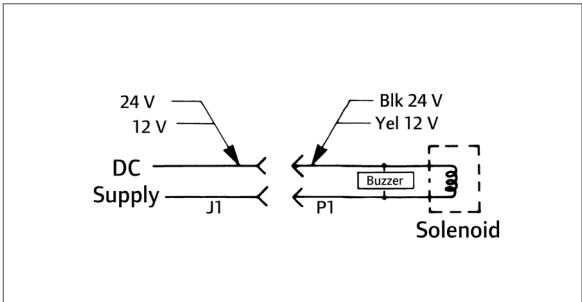 24 V
12 V
Blk 24 V
Yel 12 V
DC
Supply
J1
P1
Buzzer
Solenoid